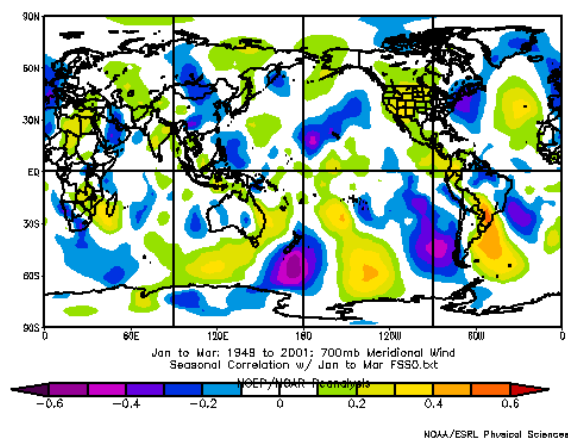 90N
60N
30N
EQ
30S
60S
90S
0 60E 120E 180 120W 60W 0
Jan to Mar: 1948 to 2001: 700mb Meridional Wind
Seasonal Correlation w/ Jan to Mar FSSO.txt
NCEP/NCAR Reanalysis
-0.6 -0.4 -0.2 0 0.2 0.4 0.6
NOAA/ESRL Physical Sciences